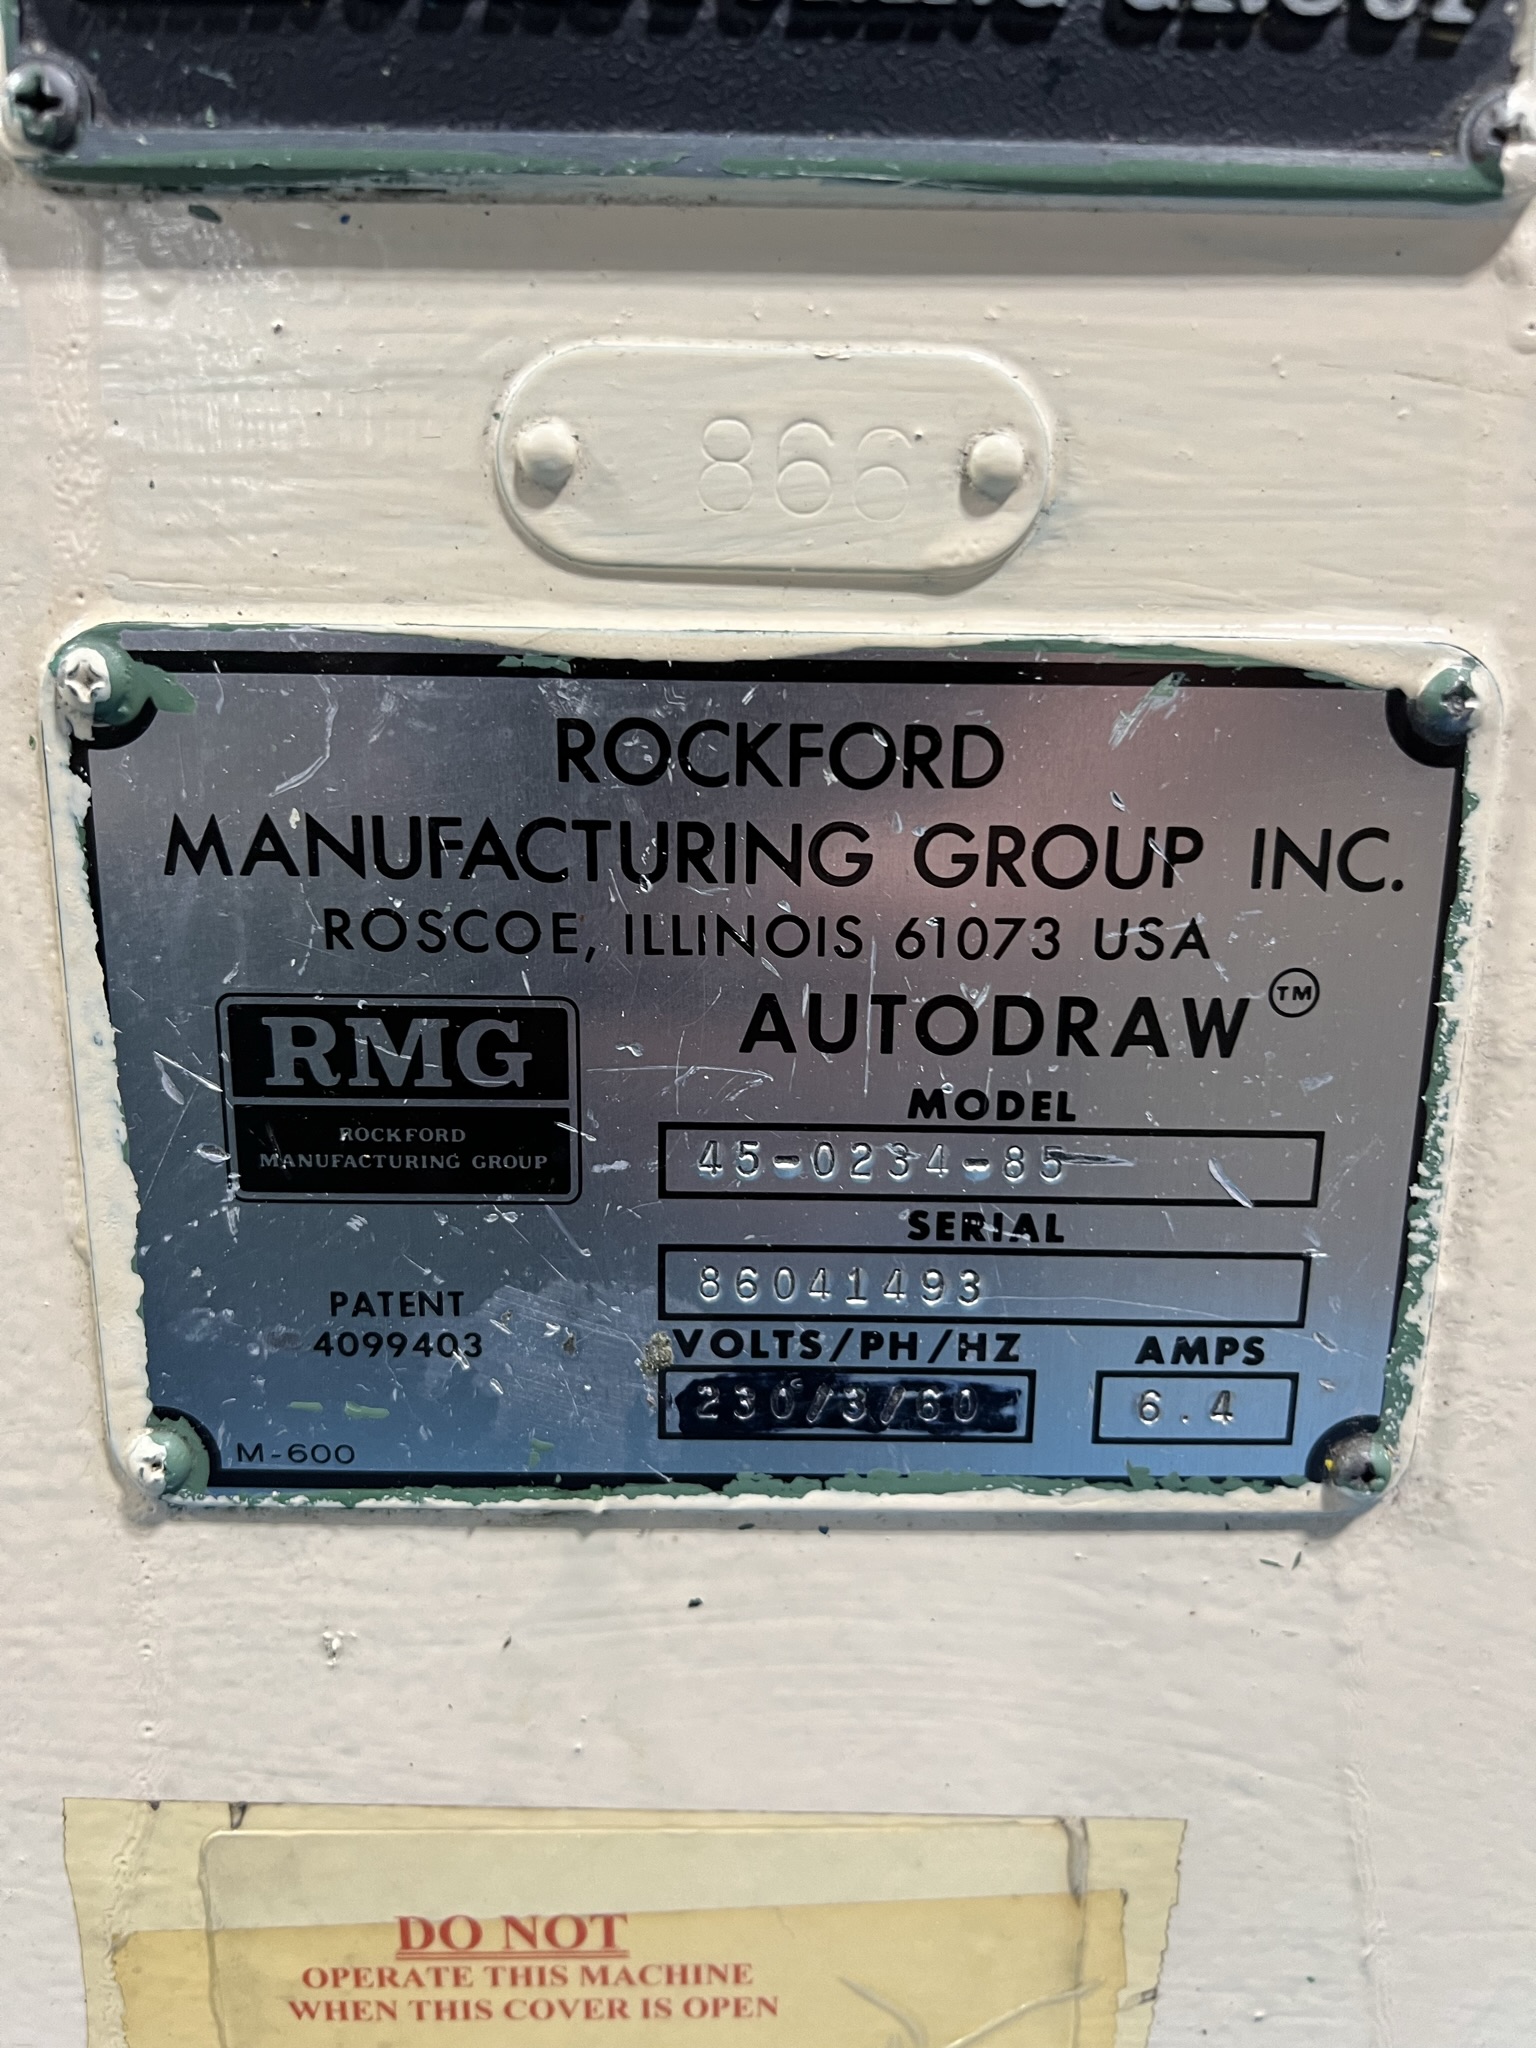 GROUP
866
ROCKFORD
MANUFACTURING GROUP INC.
ROSCOE, ILLINOIS 61073 USA
AUTODRAW™
RMG
ROCKFORD
MANUFACTURING GROUP
MODEL
45-0234-85
SERIAL
86041493
PATENT
4099403
VOLTS/PH/HZ
230/3/60
AMPS
6.4
M-600
DO NOT
OPERATE THIS MACHINE
WHEN THIS COVER IS OPEN